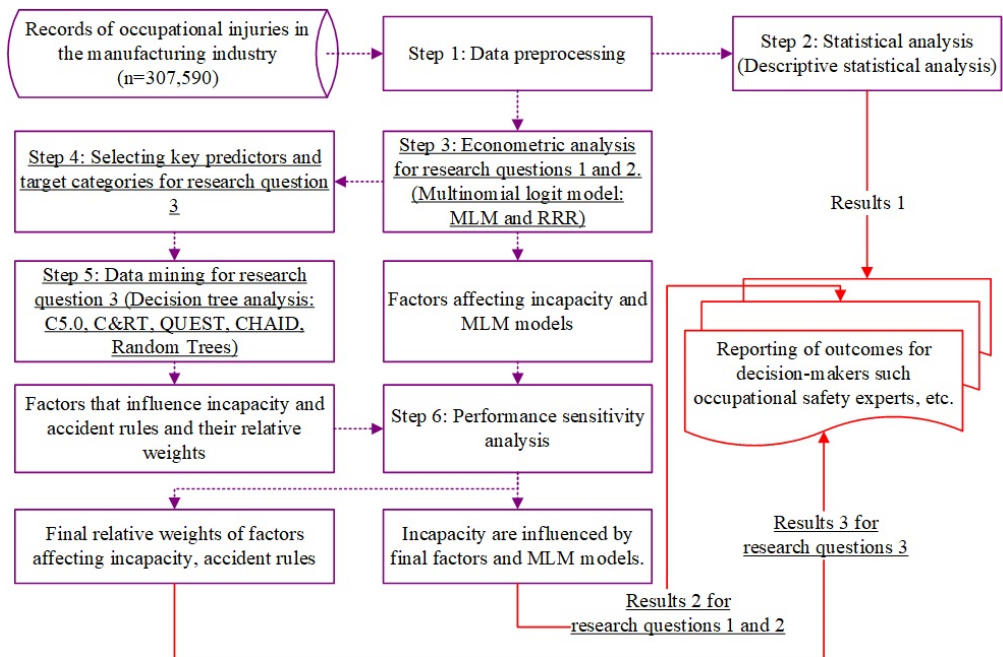 Records of occupational injuries in
the manufacturing industry
(n=307,590)
Step 1: Data preprocessing
Step 2: Statistical analysis
(Descriptive statistical analysis)
Step 4: Selecting key predictors and
target categories for research question
3
Step 3: Econometric analysis
for research questions 1 and 2.
(Multinomial logit model:
MLM and RRR)
Results 1
Step 5: Data mining for research
question 3 (Decision tree analysis:
C5.0, C&RT, QUEST, CHAID,
Random Trees)
Factors affecting incapacity and
MLM models
Reporting of outcomes for
decision-makers such
occupational safety experts, etc.
Factors that influence incapacity and
accident rules and their relative
weights
Step 6: Performance sensitivity
analysis
Final relative weights of factors
affecting incapacity, accident rules
Incapacity are influenced by
final factors and MLM models.
Results 3 for
research questions 3
Results 2 for
research questions 1 and 2